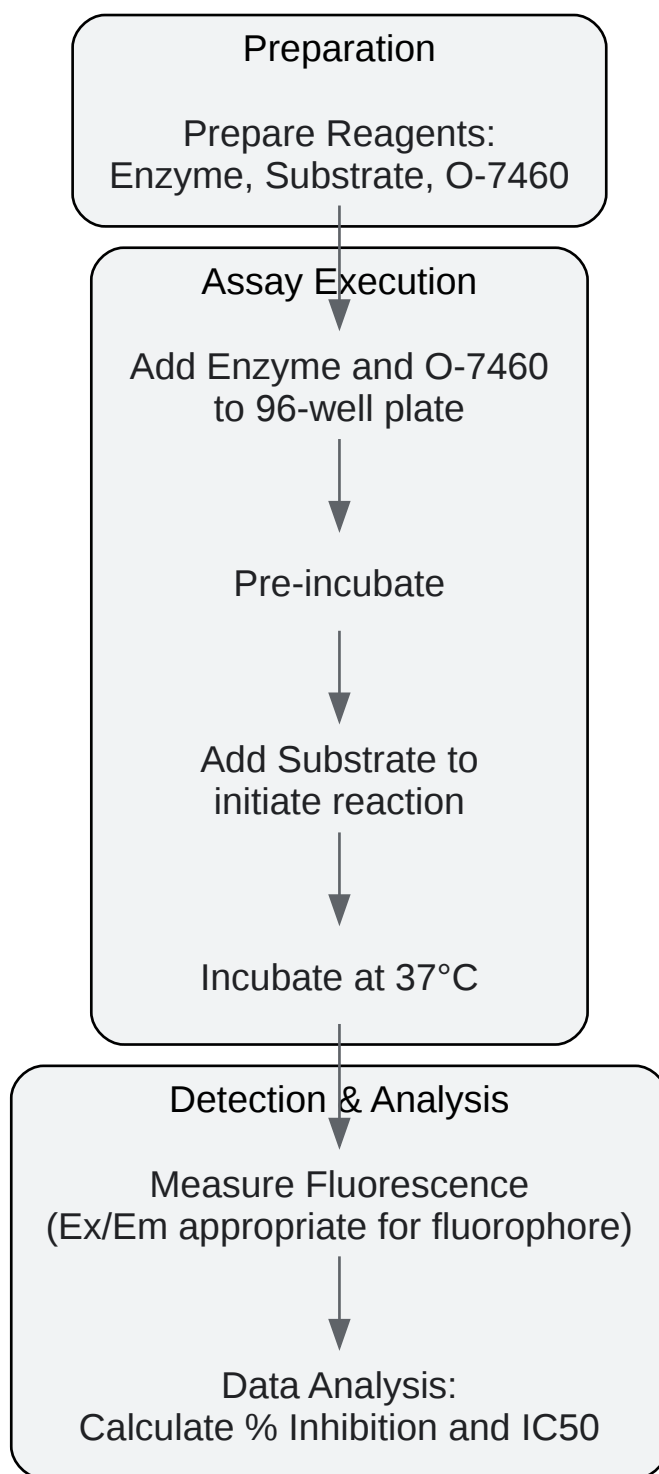 Preparation
Prepare Reagents:
Enzyme, Substrate, O-7460
Assay Execution
Add Enzyme and O-7460
to 96-well plate
Pre-incubate
Add Substrate to
initiate reaction
Incubate at 37°C
Detection & Analysis
Measure Fluorescence
(Ex/Em appropriate for fluorophore)
Data Analysis:
Calculate % Inhibition and IC50